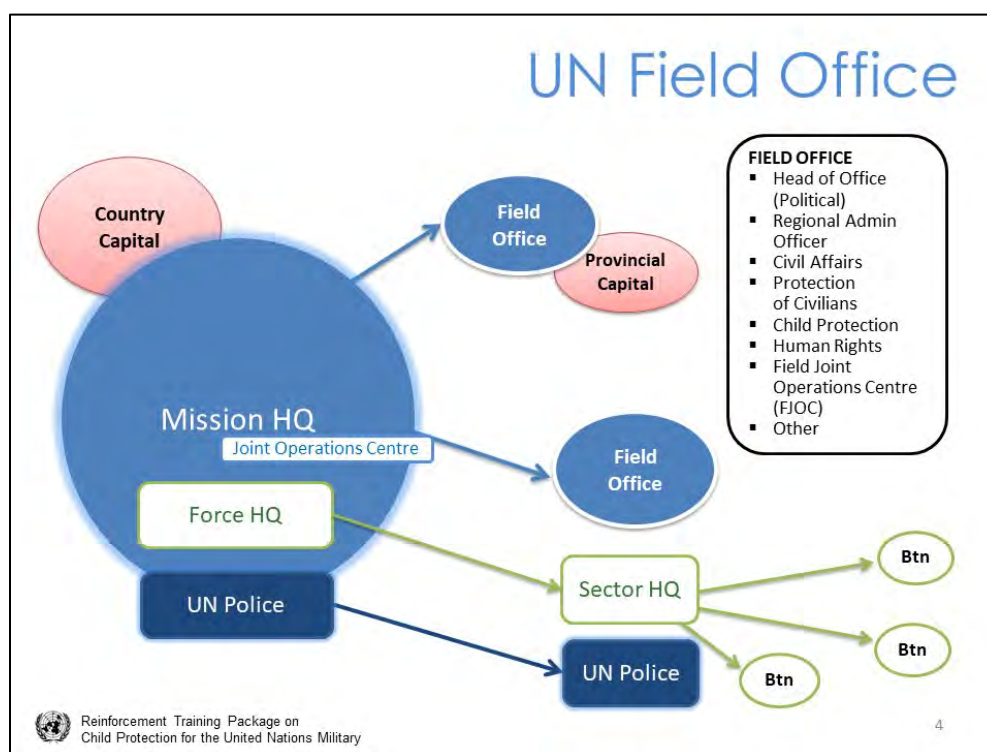 UN Field Office
Country
Capital
Field
Office
Provincial
Capital
FIELD OFFICE
▪ Head of Office
(Political)
▪ Regional Admin
Officer
▪ Civil Affairs
▪ Protection
of Civilians
▪ Child Protection
▪ Human Rights
▪ Field Joint
Operations Centre
(FJOC)
▪ Other
Mission HQ
Joint Operations Centre
Field
Office
Force HQ
UN Police
Sector HQ
UN Police
Btn
Btn
Btn
Reinforcement Training Package on
Child Protection for the United Nations Military
4